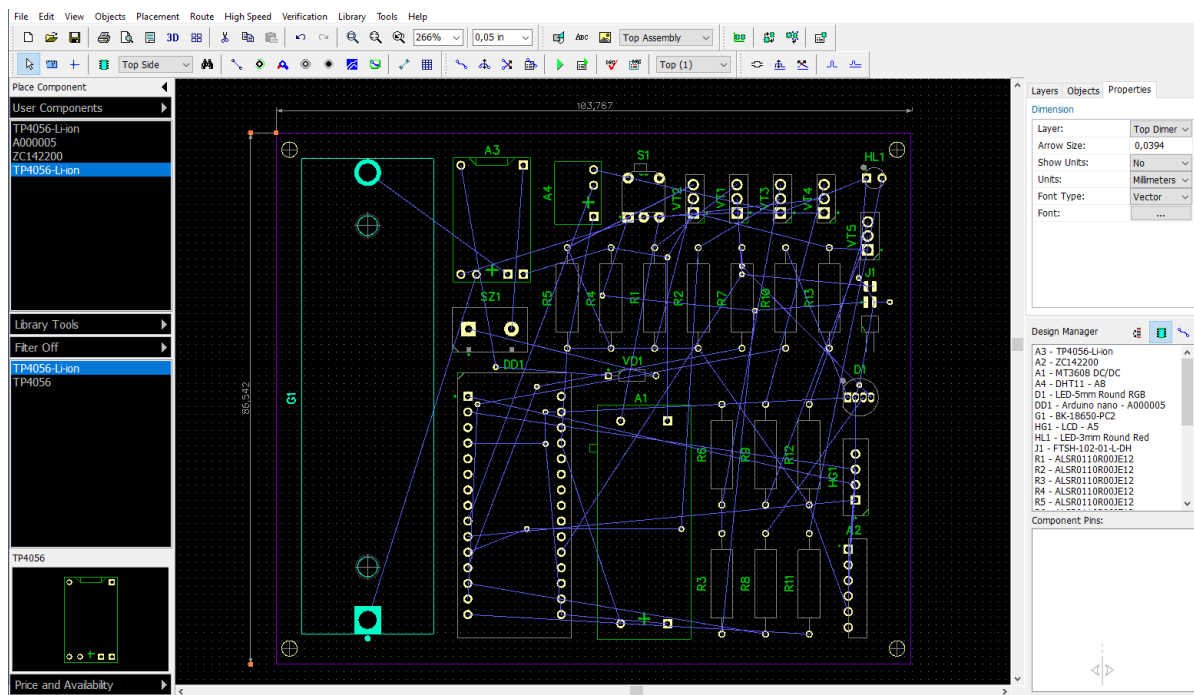 File Edit View Objects Placement Route High Speed Verification Library Tools Help
3D 266% 0,05 in ABC Top Assembly
Top Side Top (1)
Place Component
User Components
TP4056-Li-ion
A000005
ZC142200
TP4056-Li-ion
Library Tools
Filter Off
TP4056-Li-ion
TP4056
TP4056
Price and Availability
103,767
86,542
G1
A3
A4
S1
VT2
VT1
VT3
VT4
HL1
VT5
J1
SZ1
R5
R4
R1
R2
R7
R10
R13
DD1
VD1
D1
A1
R6
R9
R12
HG1
A2
R3
R8
R11
Layers Objects Properties
Dimension
Layer: Top Dimer
Arrow Size: 0,0394
Show Units: No
Units: Millimeters
Font Type: Vector
Font: ...
Design Manager
A3 - TP4056-Li-ion
A2 - ZC142200
A1 - MT3608 DC/DC
A4 - DHT11 - A8
D1 - LED-5mm Round RGB
DD1 - Arduino nano - A000005
G1 - BK-18650-PC2
HG1 - LCD - A5
HL1 - LED-3mm Round Red
J1 - FTSH-102-01-L-DH
R1 - ALSR0110R00JE12
R2 - ALSR0110R00JE12
R3 - ALSR0110R00JE12
R4 - ALSR0110R00JE12
R5 - ALSR0110R00JE12
Component Pins: